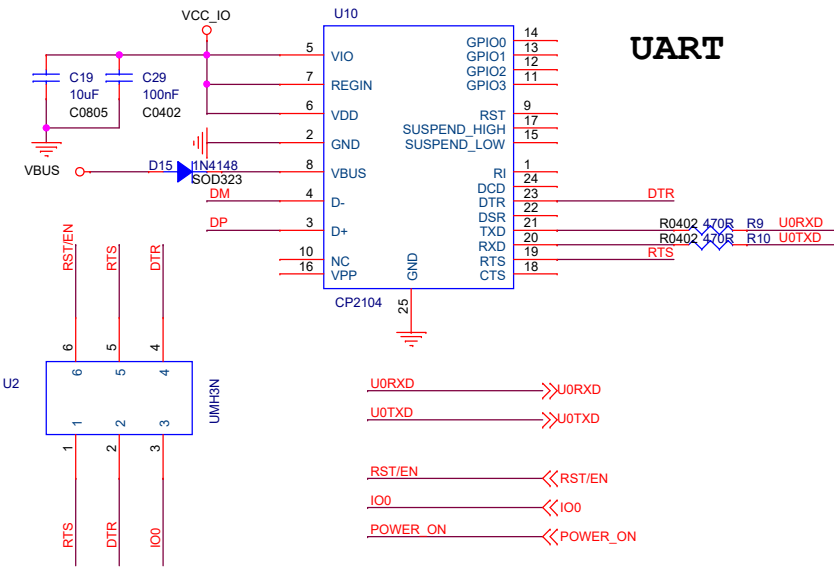 UART
VCC_IO
U10
5
VIO
7
REGIN
6
VDD
2
GND
8
VBUS
4
D-
3
D+
10
NC
16
VPP
GND
25
CP2104
GPIO0
14
GPIO1
13
GPIO2
12
GPIO3
11
RST
9
SUSPEND_HIGH
17
SUSPEND_LOW
15
RI
1
DCD
24
DTR
23
DTR
DSR
22
TXD
21
R0402
470R
R9
U0RXD
RXD
20
R0402
470R
R10
U0TXD
RTS
19
RTS
CTS
18
C19
10uF
C0805
C29
100nF
C0402
VBUS
D15
1N4148
SOD323
DM
DP
RST/EN
RTS
DTR
6
5
4
6
5
4
U2
UMH3N
1
2
3
1
2
3
RTS
DTR
IO0
U0RXD
U0RXD
U0TXD
U0TXD
RST/EN
RST/EN
IO0
IO0
POWER_ON
POWER_ON